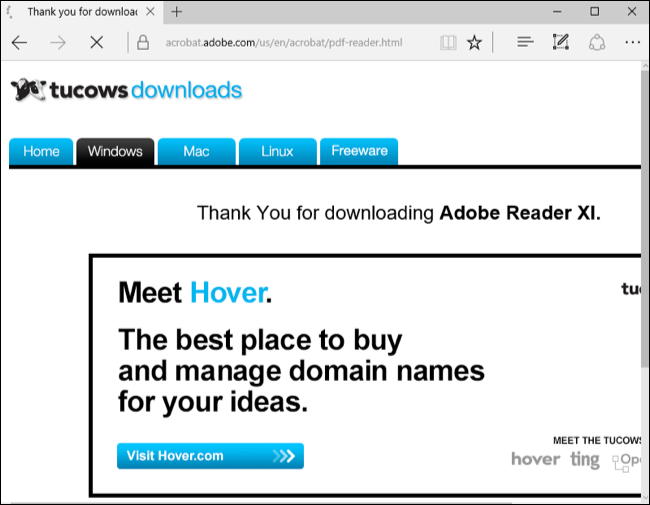 Thank you for downloac
acrobat.adobe.com/us/en/acrobat/pdf-reader.html
tucows downloads
Home Windows Mac Linux Freeware
Thank You for downloading Adobe Reader XI.
Meet Hover.
tu
The best place to buy
and manage domain names
for your ideas.
Visit Hover.com
MEET THE TUCOWS
hover ting Ope